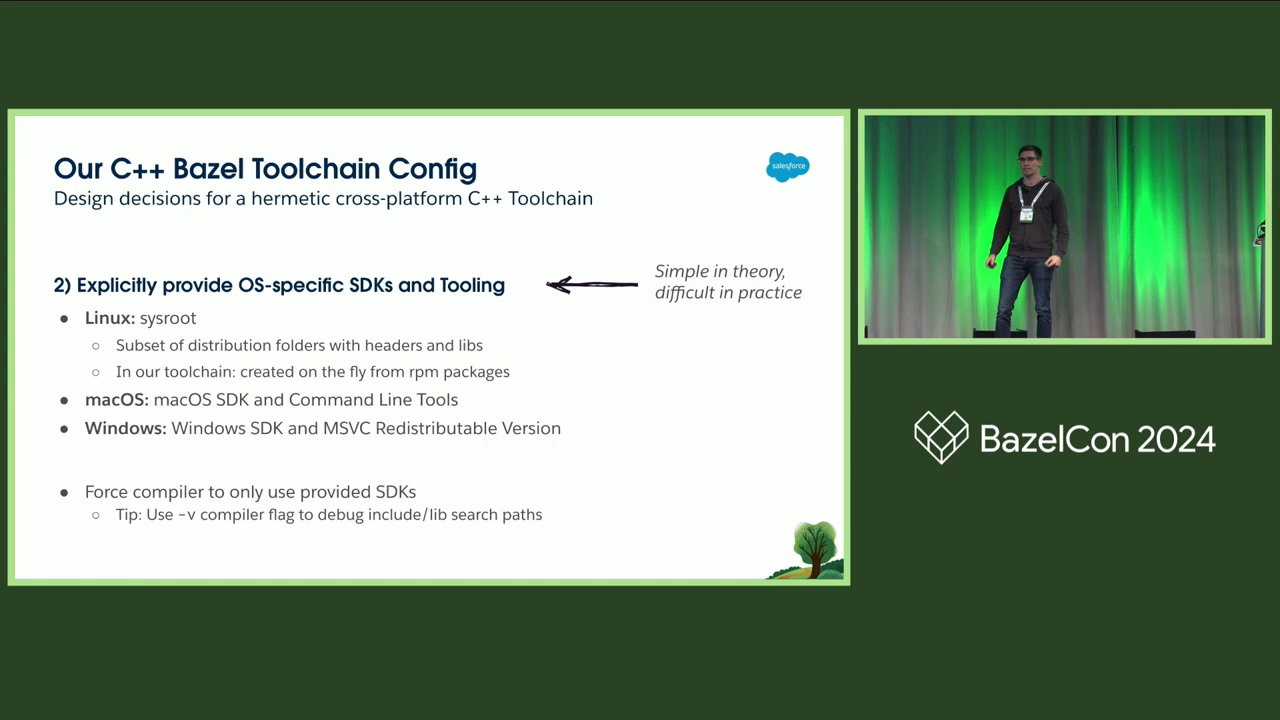 Our C++ Bazel Toolchain Config
salesforce
Design decisions for a hermetic cross-platform C++ Toolchain
2) Explicitly provide OS-specific SDKs and Tooling
Simple in theory,
difficult in practice
● Linux: sysroot
○ Subset of distribution folders with headers and libs
○ In our toolchain: created on the fly from rpm packages
● macOS: macOS SDK and Command Line Tools
● Windows: Windows SDK and MSVC Redistributable Version
● Force compiler to only use provided SDKs
○ Tip: Use -v compiler flag to debug include/lib search paths
BazelCon 2024